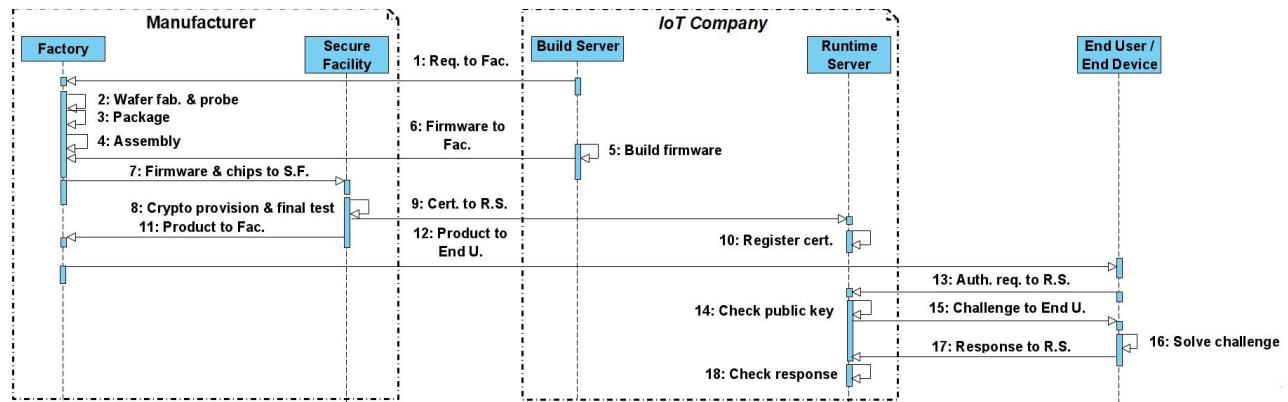 Manufacturer
IoT Company
Factory
Secure
Facility
Build Server
Runtime
Server
End User /
End Device
1: Req. to Fac.
2: Wafer fab. & probe
3: Package
4: Assembly
5: Build firmware
6: Firmware to
Fac.
7: Firmware & chips to S.F.
8: Crypto provision & final test
9: Cert. to R.S.
10: Register cert.
11: Product to Fac.
12: Product to
End U.
13: Auth. req. to R.S.
14: Check public key
15: Challenge to End U.
16: Solve challenge
17: Response to R.S.
18: Check response